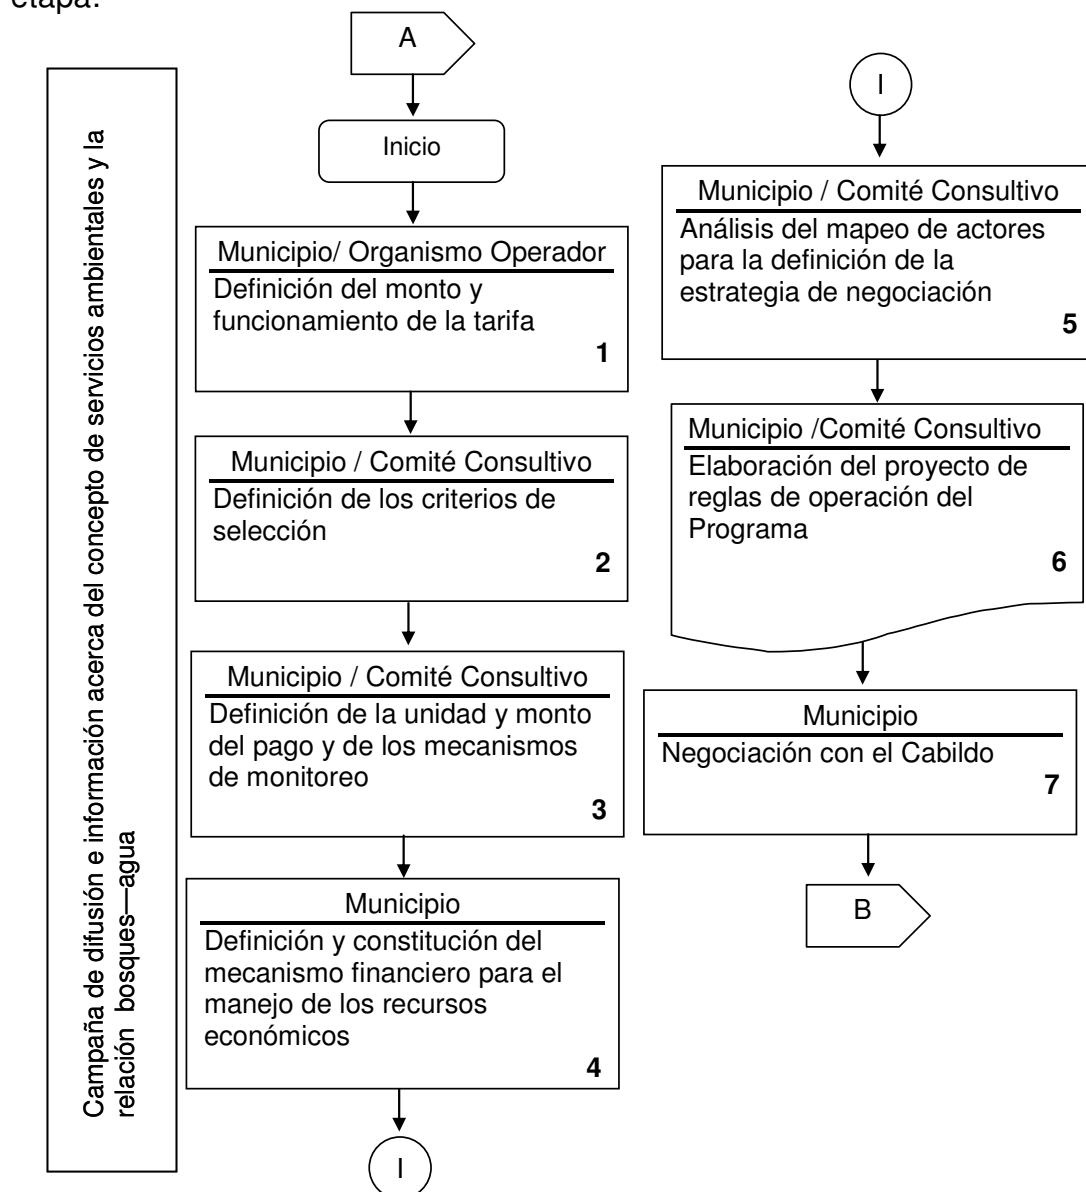 etapa:
A
Inicio
Municipio/ Organismo Operador
Definición del monto y
funcionamiento de la tarifa
1
Municipio / Comité Consultivo
Definición de los criterios de
selección
2
Municipio / Comité Consultivo
Definición de la unidad y monto
del pago y de los mecanismos
de monitoreo
3
Municipio
Definición y constitución del
mecanismo financiero para el
manejo de los recursos
económicos
4
I
I
Municipio / Comité Consultivo
Análisis del mapeo de actores
para la definición de la
estrategia de negociación
5
Municipio /Comité Consultivo
Elaboración del proyecto de
reglas de operación del
Programa
6
Municipio
Negociación con el Cabildo
7
B
Campaña de difusión e información acerca del concepto de servicios ambientales y la
relación bosques—agua